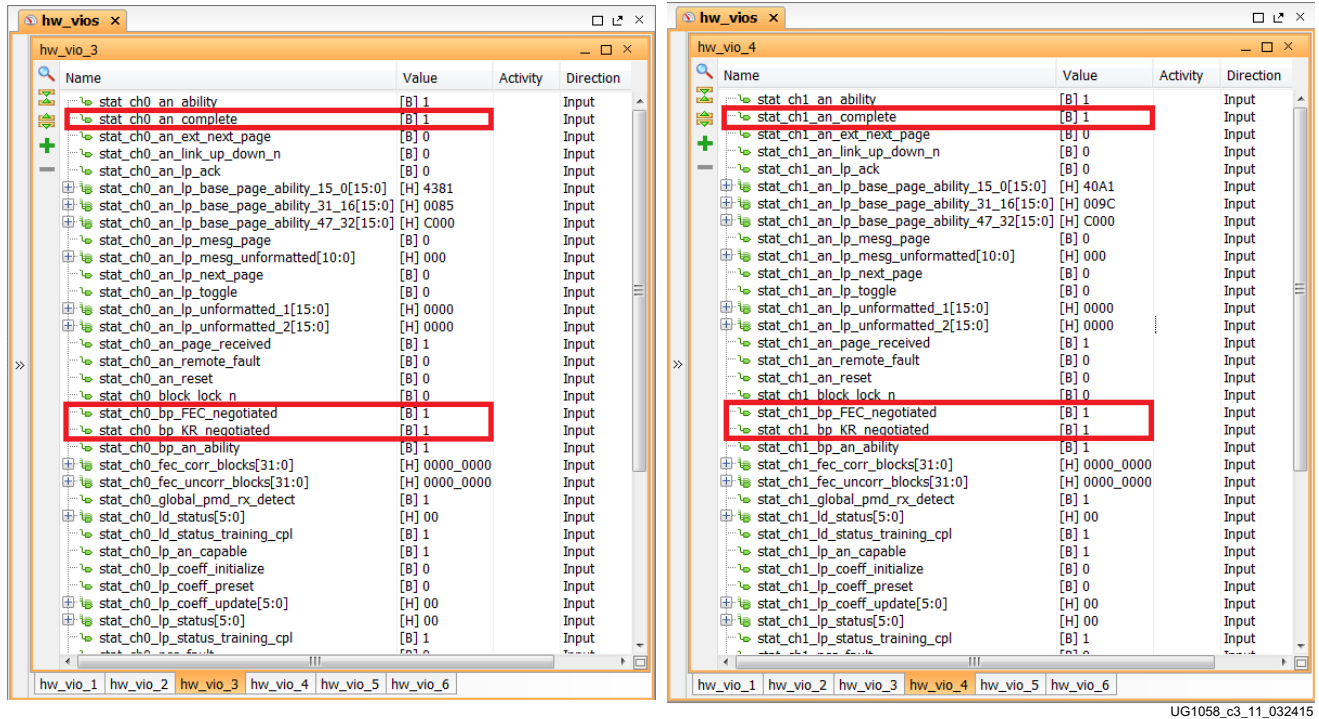 hw_vios
hw_vio_3
Name Value Activity Direction
stat_ch0_an_ability [B] 1 Input
stat_ch0_an_complete [B] 1 Input
stat_ch0_an_ext_next_page [B] 0 Input
stat_ch0_an_link_up_down_n [B] 0 Input
stat_ch0_an_lp_ack [B] 0 Input
stat_ch0_an_lp_base_page_ability_15_0[15:0] [H] 4381 Input
stat_ch0_an_lp_base_page_ability_31_16[15:0] [H] 0085 Input
stat_ch0_an_lp_base_page_ability_47_32[15:0] [H] C000 Input
stat_ch0_an_lp_mesg_page [B] 0 Input
stat_ch0_an_lp_mesg_unformatted[10:0] [H] 000 Input
stat_ch0_an_lp_next_page [B] 0 Input
stat_ch0_an_lp_toggle [B] 0 Input
stat_ch0_an_lp_unformatted_1[15:0] [H] 0000 Input
stat_ch0_an_lp_unformatted_2[15:0] [H] 0000 Input
stat_ch0_an_page_received [B] 1 Input
stat_ch0_an_remote_fault [B] 0 Input
stat_ch0_an_reset [B] 0 Input
stat_ch0_block_lock_n [B] 0 Input
stat_ch0_bp_FEC_negotiated [B] 1 Input
stat_ch0_bp_KR_negotiated [B] 1 Input
stat_ch0_bp_an_ability [B] 1 Input
stat_ch0_fec_corr_blocks[31:0] [H] 0000_0000 Input
stat_ch0_fec_uncorr_blocks[31:0] [H] 0000_0000 Input
stat_ch0_global_pmd_rx_detect [B] 1 Input
stat_ch0_ld_status[5:0] [H] 00 Input
stat_ch0_ld_status_training_cpl [B] 1 Input
stat_ch0_lp_an_capable [B] 1 Input
stat_ch0_lp_coeff_initialize [B] 0 Input
stat_ch0_lp_coeff_preset [B] 0 Input
stat_ch0_lp_coeff_update[5:0] [H] 00 Input
stat_ch0_lp_status[5:0] [H] 00 Input
stat_ch0_lp_status_training_cpl [B] 1 Input
hw_vio_1 hw_vio_2 hw_vio_3 hw_vio_4 hw_vio_5 hw_vio_6
hw_vios
hw_vio_4
Name Value Activity Direction
stat_ch1_an_ability [B] 1 Input
stat_ch1_an_complete [B] 1 Input
stat_ch1_an_ext_next_page [B] 0 Input
stat_ch1_an_link_up_down_n [B] 0 Input
stat_ch1_an_lp_ack [B] 0 Input
stat_ch1_an_lp_base_page_ability_15_0[15:0] [H] 40A1 Input
stat_ch1_an_lp_base_page_ability_31_16[15:0] [H] 009C Input
stat_ch1_an_lp_base_page_ability_47_32[15:0] [H] C000 Input
stat_ch1_an_lp_mesg_page [B] 0 Input
stat_ch1_an_lp_mesg_unformatted[10:0] [H] 000 Input
stat_ch1_an_lp_next_page [B] 0 Input
stat_ch1_an_lp_toggle [B] 0 Input
stat_ch1_an_lp_unformatted_1[15:0] [H] 0000 Input
stat_ch1_an_lp_unformatted_2[15:0] [H] 0000 Input
stat_ch1_an_page_received [B] 1 Input
stat_ch1_an_remote_fault [B] 0 Input
stat_ch1_an_reset [B] 0 Input
stat_ch1_block_lock_n [B] 0 Input
stat_ch1_bp_FEC_negotiated [B] 1 Input
stat_ch1_bp_KR_negotiated [B] 1 Input
stat_ch1_bp_an_ability [B] 1 Input
stat_ch1_fec_corr_blocks[31:0] [H] 0000_0000 Input
stat_ch1_fec_uncorr_blocks[31:0] [H] 0000_0000 Input
stat_ch1_global_pmd_rx_detect [B] 1 Input
stat_ch1_ld_status[5:0] [H] 00 Input
stat_ch1_ld_status_training_cpl [B] 1 Input
stat_ch1_lp_an_capable [B] 1 Input
stat_ch1_lp_coeff_initialize [B] 0 Input
stat_ch1_lp_coeff_preset [B] 0 Input
stat_ch1_lp_coeff_update[5:0] [H] 00 Input
stat_ch1_lp_status[5:0] [H] 00 Input
stat_ch1_lp_status_training_cpl [B] 1 Input
hw_vio_1 hw_vio_2 hw_vio_3 hw_vio_4 hw_vio_5 hw_vio_6
UG1058_c3_11_032415